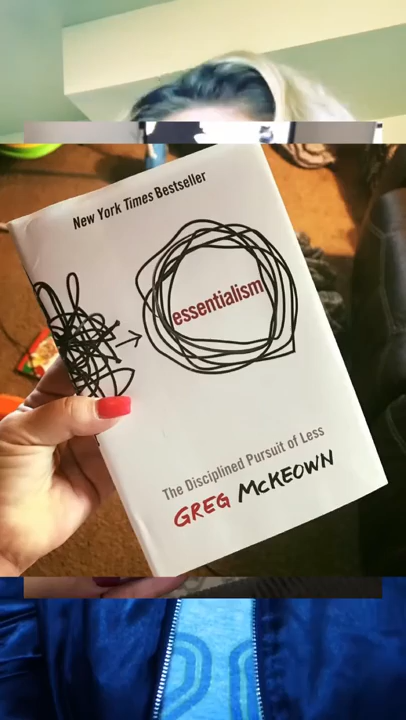 New York Times Bestseller
essentialism
The Disciplined Pursuit of Less
GREG McKEOWN